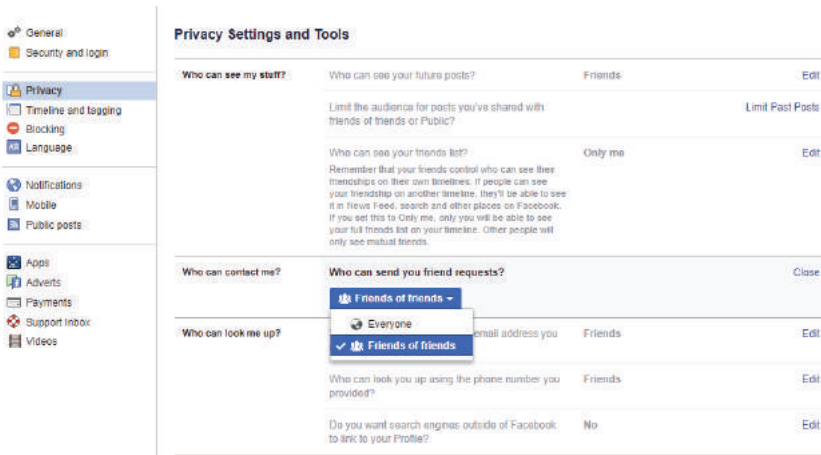 General
Security and login
Privacy
Timeline and tagging
Blocking
Language
Notifications
Mobile
Public posts
Apps
Adverts
Payments
Support Inbox
Videos
Privacy Settings and Tools
Who can see my stuff?
Who can see your future posts?
Friends
Edit
Limit the audience for posts you've shared with
friends of friends or Public?
Limit Past Posts
Who can see your friends list?
Only me
Edit
Remember that your friends control who can see their
friendships on their own timelines. If people can see
your friendship on another timeline, they'll be able to see
it in News Feed, search and other places on Facebook.
If you set this to Only me, only you will be able to see
your full friends list on your timeline. Other people will
only see mutual friends.
Who can contact me?
Who can send you friend requests?
Close
Friends of friends
Everyone
Friends of friends
Who can look me up?
email address you
Friends
Edit
Who can look you up using the phone number you
provided?
Friends
Edit
Do you want search engines outside of Facebook
to link to your Profile?
No
Edit